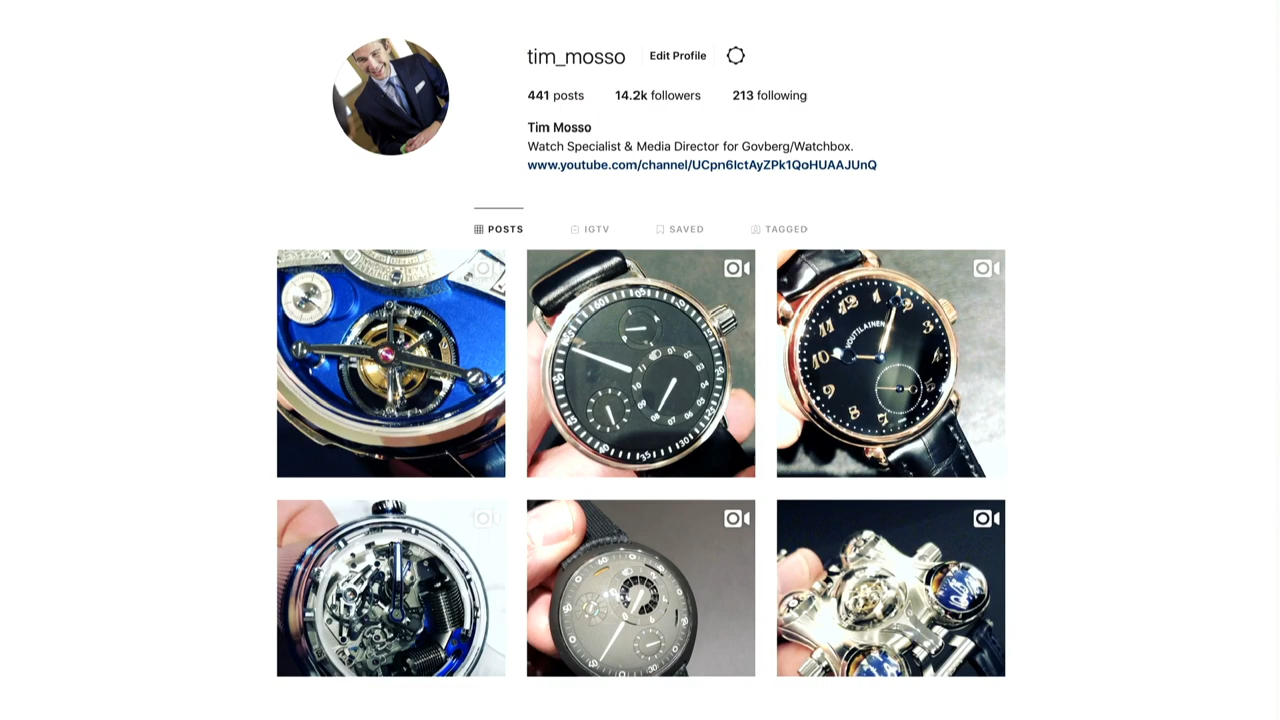 tim_mosso Edit Profile
441 posts 14.2k followers 213 following
Tim Mosso
Watch Specialist & Media Director for Govberg/Watchbox.
www.youtube.com/channel/UCpn6lctAyZPk1QoHUAAJUnQ
POSTS IGTV SAVED TAGGED
VOUTILAINEN